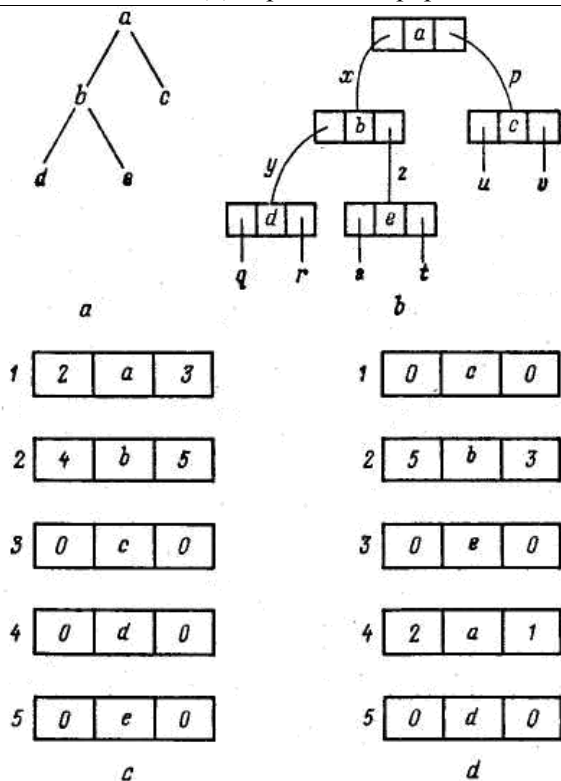 a
b c
d e
a
a
x p
b c
y z u v
d e
q r s t
b
1 2 a 3
2 4 b 5
3 0 c 0
4 0 d 0
5 0 e 0
c
1 0 c 0
2 5 b 3
3 0 e 0
4 2 a 1
5 0 d 0
d